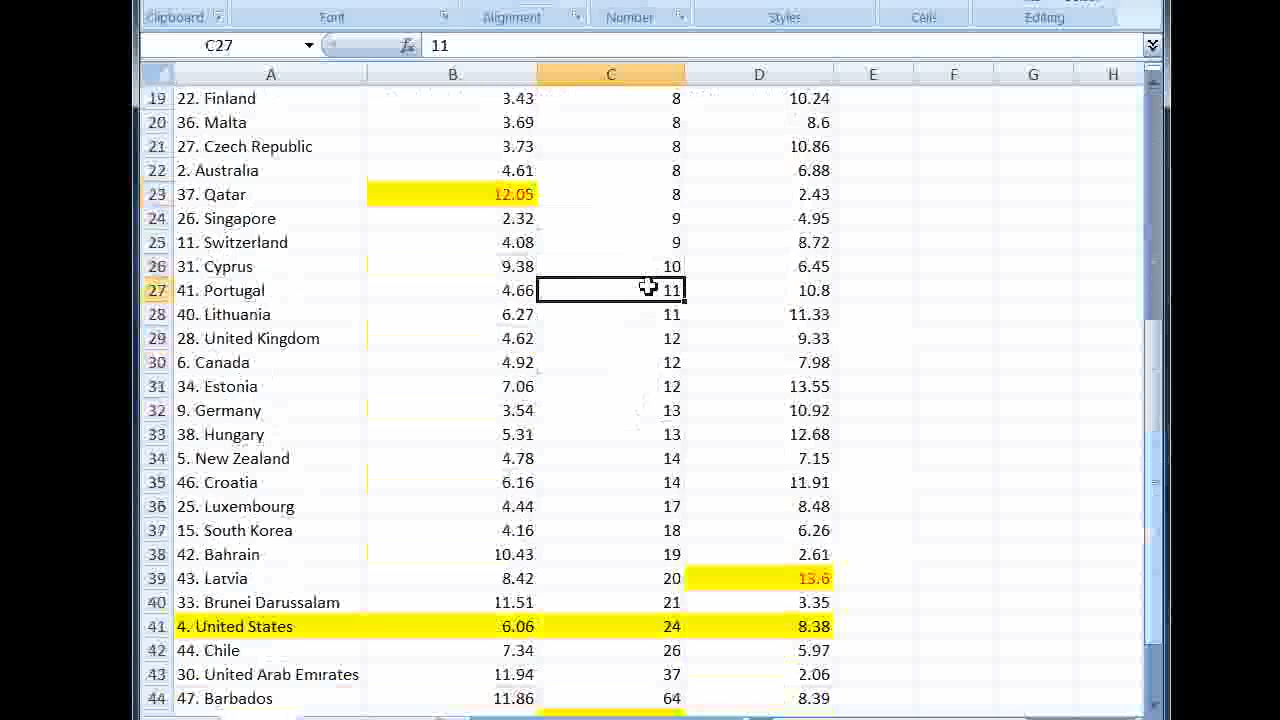 Clipboard Font Alignment Number Styles Cells Editing
C27 fx 11
A B C D E F G H
19 22. Finland 3.43 8 10.24
20 36. Malta 3.69 8 8.6
21 27. Czech Republic 3.73 8 10.86
22 2. Australia 4.61 8 6.88
23 37. Qatar 12.05 8 2.43
24 26. Singapore 2.32 9 4.95
25 11. Switzerland 4.08 9 8.72
26 31. Cyprus 9.38 10 6.45
27 41. Portugal 4.66 11 10.8
28 40. Lithuania 6.27 11 11.33
29 28. United Kingdom 4.62 12 9.33
30 6. Canada 4.92 12 7.98
31 34. Estonia 7.06 12 13.55
32 9. Germany 3.54 13 10.92
33 38. Hungary 5.31 13 12.68
34 5. New Zealand 4.78 14 7.15
35 46. Croatia 6.16 14 11.91
36 25. Luxembourg 4.44 17 8.48
37 15. South Korea 4.16 18 6.26
38 42. Bahrain 10.43 19 2.61
39 43. Latvia 8.42 20 13.6
40 33. Brunei Darussalam 11.51 21 3.35
41 4. United States 6.06 24 8.38
42 44. Chile 7.34 26 5.97
43 30. United Arab Emirates 11.94 37 2.06
44 47. Barbados 11.86 64 8.39